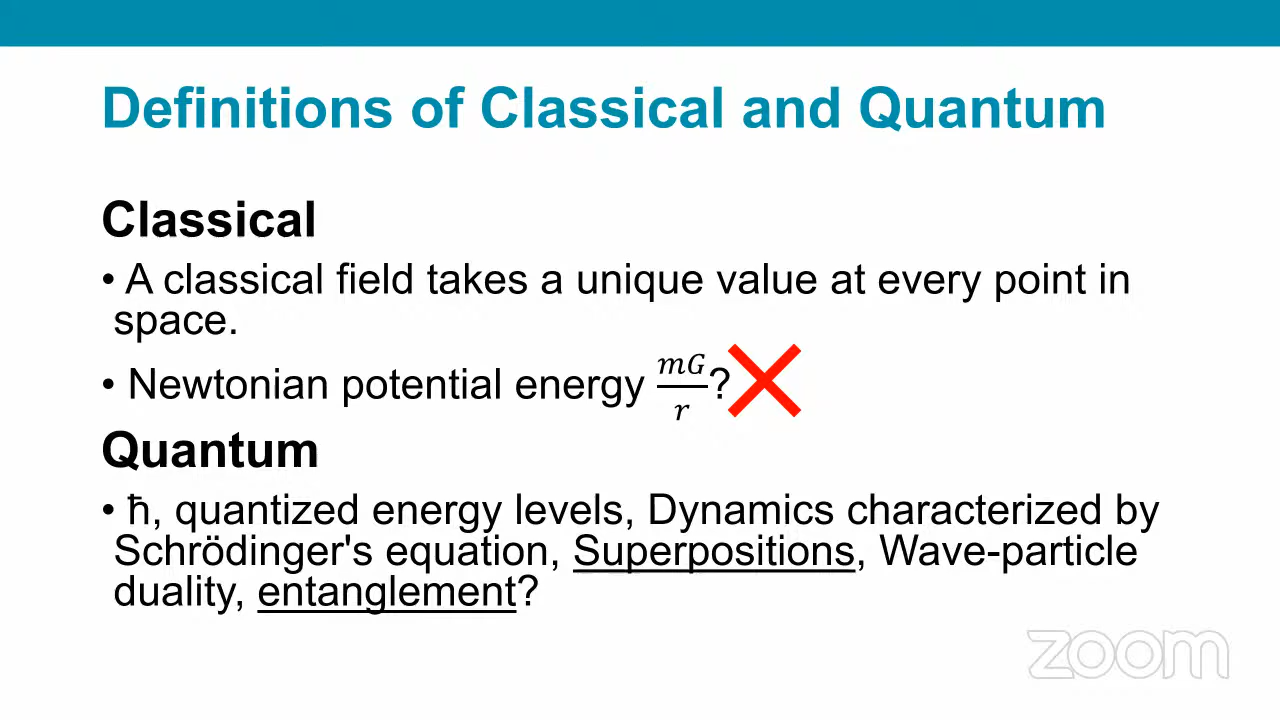 Definitions of Classical and Quantum
Classical
• A classical field takes a unique value at every point in
space.
• Newtonian potential energy mG/r?
Quantum
• ħ, quantized energy levels, Dynamics characterized by
Schrödinger's equation, Superpositions, Wave-particle
duality, entanglement?
zoom